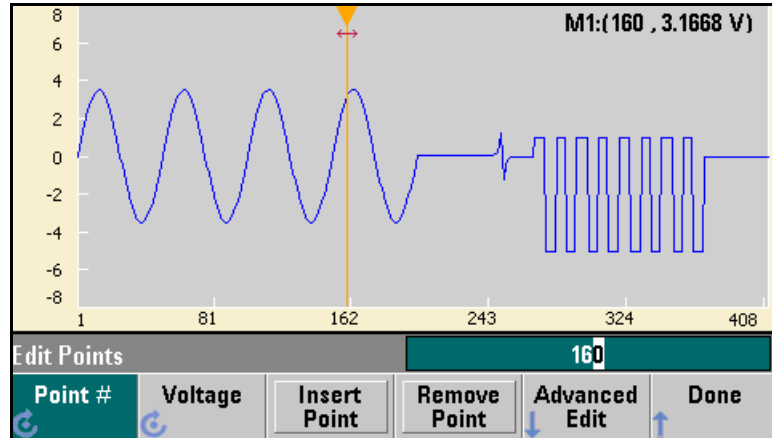 8
M1:(160 , 3.1668 V)
6
4
2
0
-2
-4
-6
-8
1 81 162 243 324 408
Edit Points 160
Point # Voltage Insert Point Remove Point Advanced Edit Done